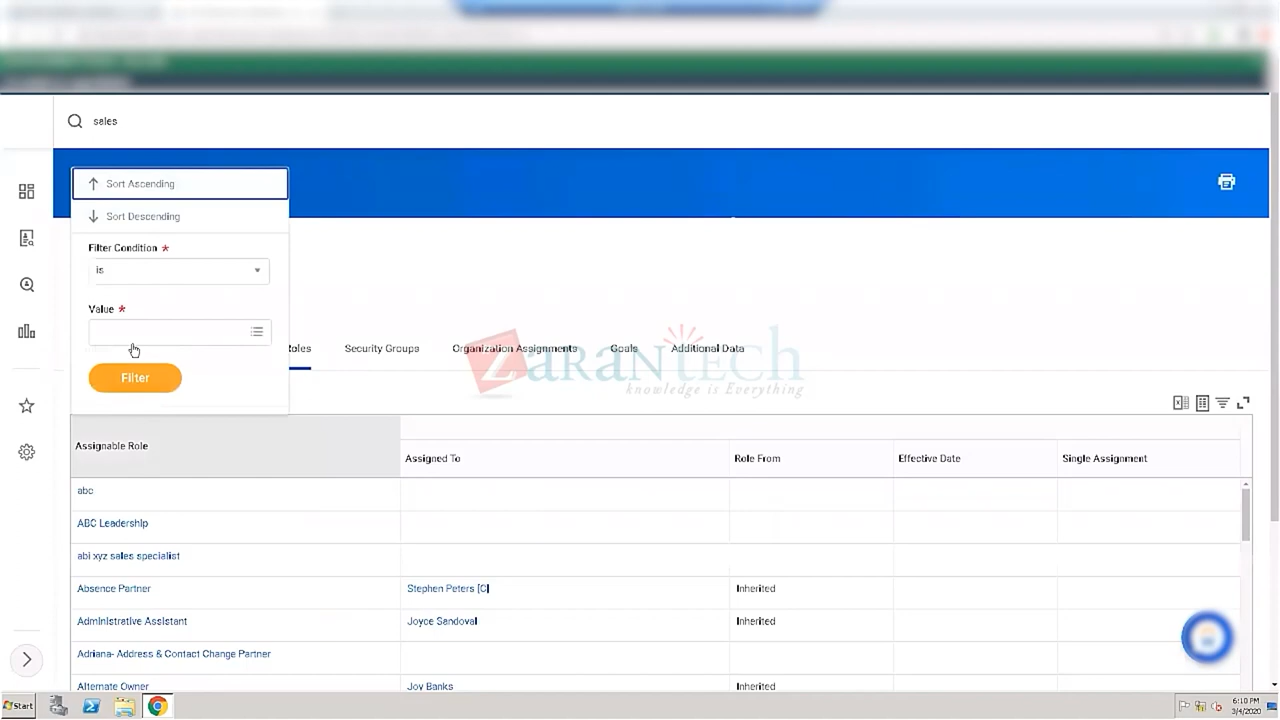 sales
Sort Ascending
Sort Descending
Filter Condition *
is
Value *
Filter
Roles
Security Groups
Organization Assignments
Goals
Additional Data
ZaranTech
knowledge is Everything
Assignable Role
Assigned To
Role From
Effective Date
Single Assignment
abc
ABC Leadership
abi xyz sales specialist
Absence Partner
Stephen Peters [C]
Inherited
Administrative Assistant
Joyce Sandoval
Inherited
Adriana- Address & Contact Change Partner
Alternate Owner
Joy Banks
Inherited
Start
6:10 PM
3/4/2020